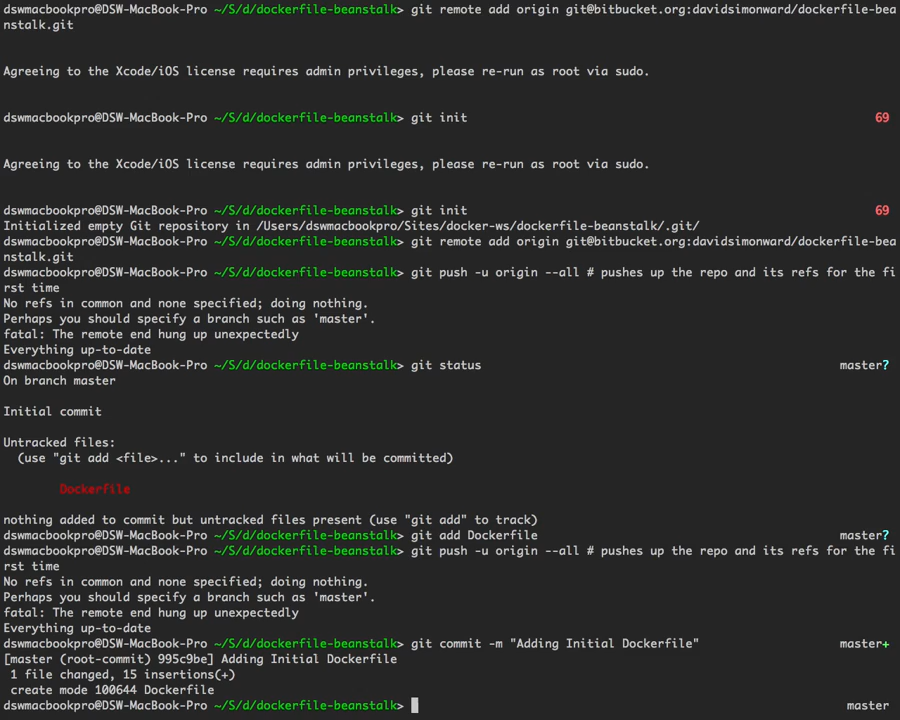 dswmacbookpro@DSW-MacBook-Pro ~/S/d/dockerfile-beanstalk> git remote add origin git@bitbucket.org:davidsimonward/dockerfile-bea
nstalk.git
Agreeing to the Xcode/iOS license requires admin privileges, please re-run as root via sudo.
dswmacbookpro@DSW-MacBook-Pro ~/S/d/dockerfile-beanstalk> git init 69
Agreeing to the Xcode/iOS license requires admin privileges, please re-run as root via sudo.
dswmacbookpro@DSW-MacBook-Pro ~/S/d/dockerfile-beanstalk> git init 69
Initialized empty Git repository in /Users/dswmacbookpro/Sites/docker-ws/dockerfile-beanstalk/.git/
dswmacbookpro@DSW-MacBook-Pro ~/S/d/dockerfile-beanstalk> git remote add origin git@bitbucket.org:davidsimonward/dockerfile-bea
nstalk.git
dswmacbookpro@DSW-MacBook-Pro ~/S/d/dockerfile-beanstalk> git push -u origin --all # pushes up the repo and its refs for the fi
rst time
No refs in common and none specified; doing nothing.
Perhaps you should specify a branch such as 'master'.
fatal: The remote end hung up unexpectedly
Everything up-to-date
dswmacbookpro@DSW-MacBook-Pro ~/S/d/dockerfile-beanstalk> git status master?
On branch master
Initial commit
Untracked files:
(use "git add <file>..." to include in what will be committed)
Dockerfile
nothing added to commit but untracked files present (use "git add" to track)
dswmacbookpro@DSW-MacBook-Pro ~/S/d/dockerfile-beanstalk> git add Dockerfile master?
dswmacbookpro@DSW-MacBook-Pro ~/S/d/dockerfile-beanstalk> git push -u origin --all # pushes up the repo and its refs for the fi
rst time
No refs in common and none specified; doing nothing.
Perhaps you should specify a branch such as 'master'.
fatal: The remote end hung up unexpectedly
Everything up-to-date
dswmacbookpro@DSW-MacBook-Pro ~/S/d/dockerfile-beanstalk> git commit -m "Adding Initial Dockerfile" master+
[master (root-commit) 995c9be] Adding Initial Dockerfile
1 file changed, 15 insertions(+)
create mode 100644 Dockerfile
dswmacbookpro@DSW-MacBook-Pro ~/S/d/dockerfile-beanstalk> master